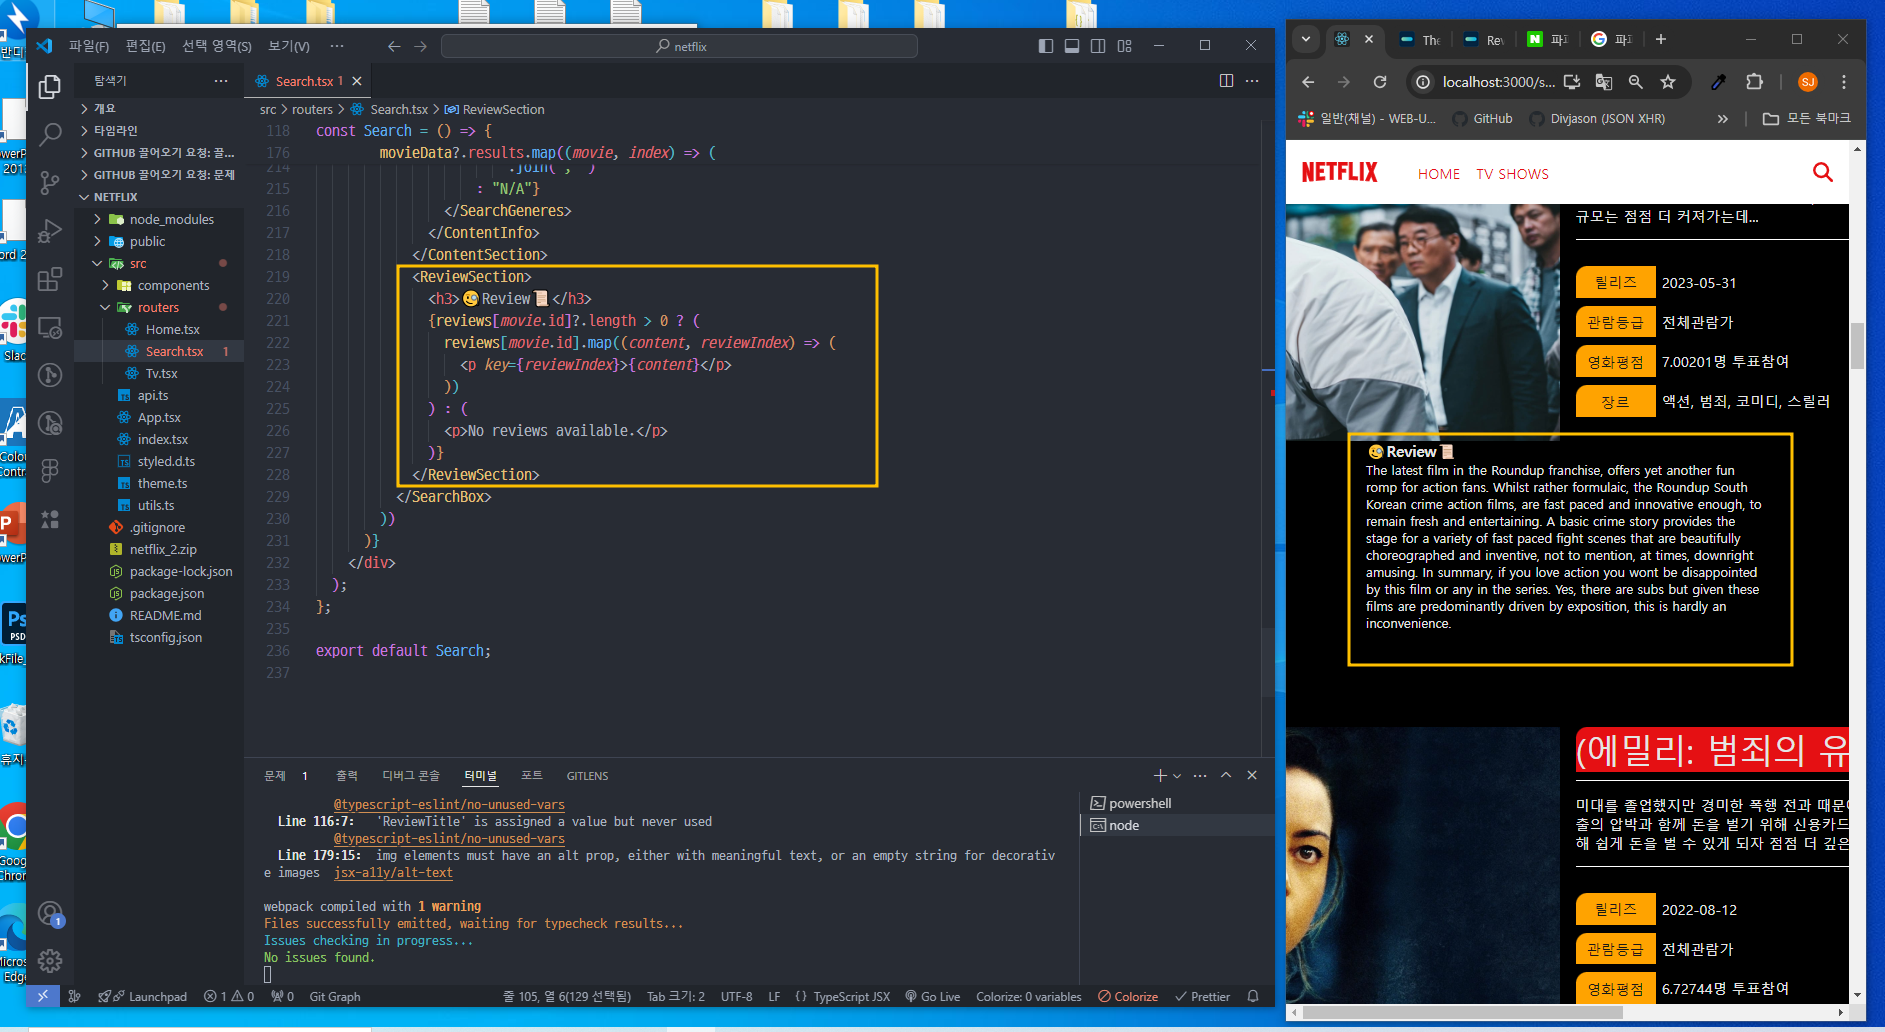 파일(F) 편집(E) 선택 영역(S) 보기(V) ···
netflix
탐색기
Search.tsx 1
개요
타임라인
GITHUB 끌어오기 요청: 끌...
GITHUB 끌어오기 요청: 문제
NETFLIX
node_modules
public
src
components
routers
Home.tsx
Search.tsx 1
Tv.tsx
api.ts
App.tsx
index.tsx
styled.d.ts
theme.ts
utils.ts
.gitignore
netflix_2.zip
package-lock.json
package.json
README.md
tsconfig.json
src > routers > Search.tsx > ReviewSection
118 const Search = () => {
176 movieData?.results.map((movie, index) => (
214 .join(", ")
215 : "N/A"}
216 </SearchGeneres>
217 </ContentInfo>
218 </ContentSection>
219 <ReviewSection>
220 <h3>🧐Review📜</h3>
221 {reviews[movie.id]?.length > 0 ? (
222 reviews[movie.id].map((content, reviewIndex) => (
223 <p key={reviewIndex}>{content}</p>
224 ))
225 ) : (
226 <p>No reviews available.</p>
227 )}
228 </ReviewSection>
229 </SearchBox>
230 ))
231 )}
232 </div>
233 );
234 };
235
236 export default Search;
237
문제 1 출력 디버그 콘솔 터미널 포트 GITLENS
@typescript-eslint/no-unused-vars
Line 116:7: 'ReviewTitle' is assigned a value but never used
@typescript-eslint/no-unused-vars
Line 179:15: img elements must have an alt prop, either with meaningful text, or an empty string for decorativ
e images jsx-a11y/alt-text
webpack compiled with 1 warning
Files successfully emitted, waiting for typecheck results...
Issues checking in progress...
No issues found.
powershell
node
Launchpad 1 0 0 Git Graph 줄 105, 열 6(129 선택됨) Tab 크기: 2 UTF-8 LF {} TypeScript JSX Go Live Colorize: 0 variables Colorize Prettier
localhost:3000/s...
SJ
일반(채널) - WEB-U... GitHub Divjason (JSON XHR) » 모든 북마크
NETFLIX HOME TV SHOWS
규모는 점점 더 커져가는데...
릴리즈 2023-05-31
관람등급 전체관람가
영화평점 7.00201명 투표참여
장르 액션, 범죄, 코미디, 스릴러
🧐Review📜
The latest film in the Roundup franchise, offers yet another fun
romp for action fans. Whilst rather formulaic, the Roundup South
Korean crime action films, are fast paced and innovative enough, to
remain fresh and entertaining. A basic crime story provides the
stage for a variety of fast paced fight scenes that are beautifully
choreographed and inventive, not to mention, at times, downright
amusing. In summary, if you love action you wont be disappointed
by this film or any in the series. Yes, there are subs but given these
films are predominantly driven by exposition, this is hardly an
inconvenience.
(에밀리: 범죄의 유
미대를 졸업했지만 경미한 폭행 전과 때문에
출의 압박과 함께 돈을 벌기 위해 신용카드
해 쉽게 돈을 벌 수 있게 되자 점점 더 깊은
릴리즈 2022-08-12
관람등급 전체관람가
영화평점 6.72744명 투표참여